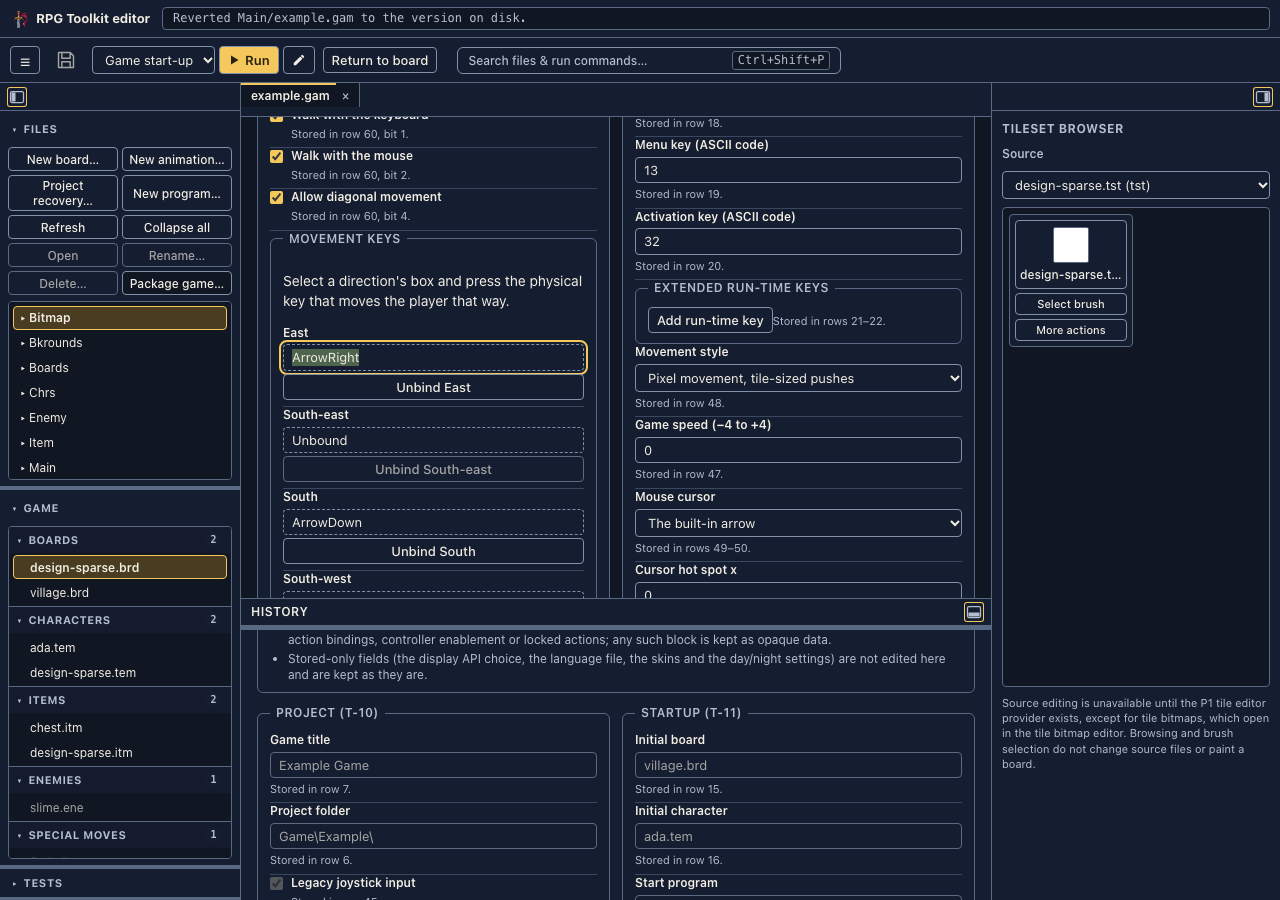 RPG Toolkit editor
Reverted Main/example.gam to the version on disk.
Game start-up
Run
Return to board
Search files & run commands...
Ctrl+Shift+P
FILES
New board...
New animation...
Project recovery...
New program...
Refresh
Collapse all
Open
Rename...
Delete...
Package game...
Bitmap
Bkrounds
Boards
Chrs
Enemy
Item
Main
GAME
BOARDS 2
design-sparse.brd
village.brd
CHARACTERS 2
ada.tem
design-sparse.tem
ITEMS 2
chest.itm
design-sparse.itm
ENEMIES 1
slime.ene
SPECIAL MOVES 1
TESTS
example.gam ×
Walk with the keyboard
Stored in row 60, bit 1.
Walk with the mouse
Stored in row 60, bit 2.
Allow diagonal movement
Stored in row 60, bit 4.
MOVEMENT KEYS
Select a direction's box and press the physical
key that moves the player that way.
East
ArrowRight
Unbind East
South-east
Unbound
Unbind South-east
South
ArrowDown
Unbind South
South-west
Stored in row 18.
Menu key (ASCII code)
13
Stored in row 19.
Activation key (ASCII code)
32
Stored in row 20.
EXTENDED RUN-TIME KEYS
Add run-time key
Stored in rows 21–22.
Movement style
Pixel movement, tile-sized pushes
Stored in row 48.
Game speed (−4 to +4)
0
Stored in row 47.
Mouse cursor
The built-in arrow
Stored in rows 49–50.
Cursor hot spot x
0
HISTORY
action bindings, controller enablement or locked actions; any such block is kept as opaque data.
• Stored-only fields (the display API choice, the language file, the skins and the day/night settings) are not edited here
and are kept as they are.
PROJECT (T-10)
Game title
Example Game
Stored in row 7.
Project folder
Game\Example\
Stored in row 6.
Legacy joystick input
STARTUP (T-11)
Initial board
village.brd
Stored in row 15.
Initial character
ada.tem
Stored in row 16.
Start program
TILESET BROWSER
Source
design-sparse.tst (tst)
design-sparse.t...
Select brush
More actions
Source editing is unavailable until the P1 tile editor
provider exists, except for tile bitmaps, which open
in the tile bitmap editor. Browsing and brush
selection do not change source files or paint a
board.